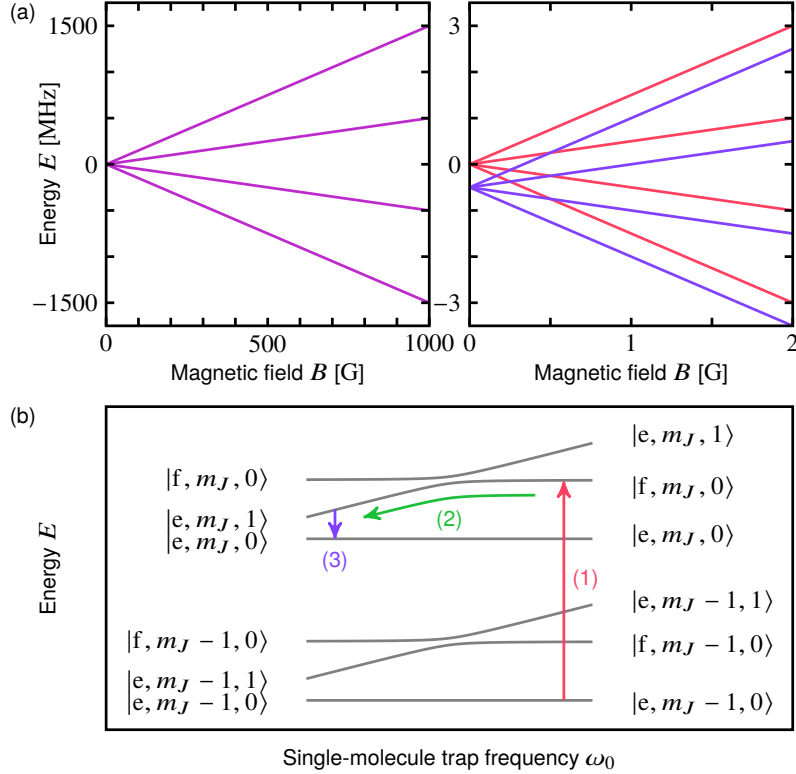 (a)
1500
0
−1500
Energy E [MHz]
0
500
1000
Magnetic field B [G]
3
0
−3
0
1
2
Magnetic field B [G]
(b)
Energy E
|f, m_J, 0⟩
|e, m_J, 1⟩
|e, m_J, 0⟩
|f, m_J − 1, 0⟩
|e, m_J − 1, 1⟩
|e, m_J − 1, 0⟩
(1)
(2)
(3)
|e, m_J, 1⟩
|f, m_J, 0⟩
|e, m_J, 0⟩
|e, m_J − 1, 1⟩
|f, m_J − 1, 0⟩
|e, m_J − 1, 0⟩
Single-molecule trap frequency ω₀